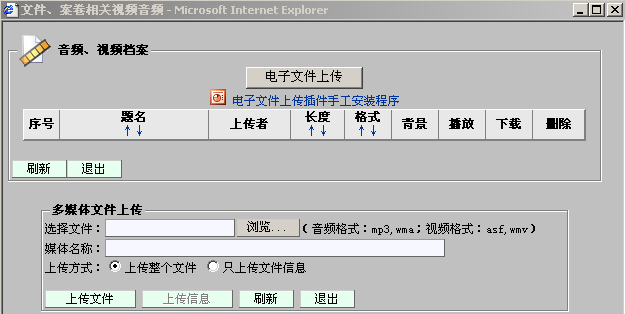 文件、案卷相关视频音频 - Microsoft Internet Explorer
音频、视频档案
电子文件上传
电子文件上传插件手工安装程序
序号 题名 上传者 长度 格式 背景 播放 下载 删除
↑↓ ↑↓ ↑↓
刷新 退出
多媒体文件上传
选择文件： 浏览... （音频格式：mp3,wma；视频格式：asf,wmv）
媒体名称：
上传方式： 上传整个文件 只上传文件信息
上传文件 上传信息 刷新 退出